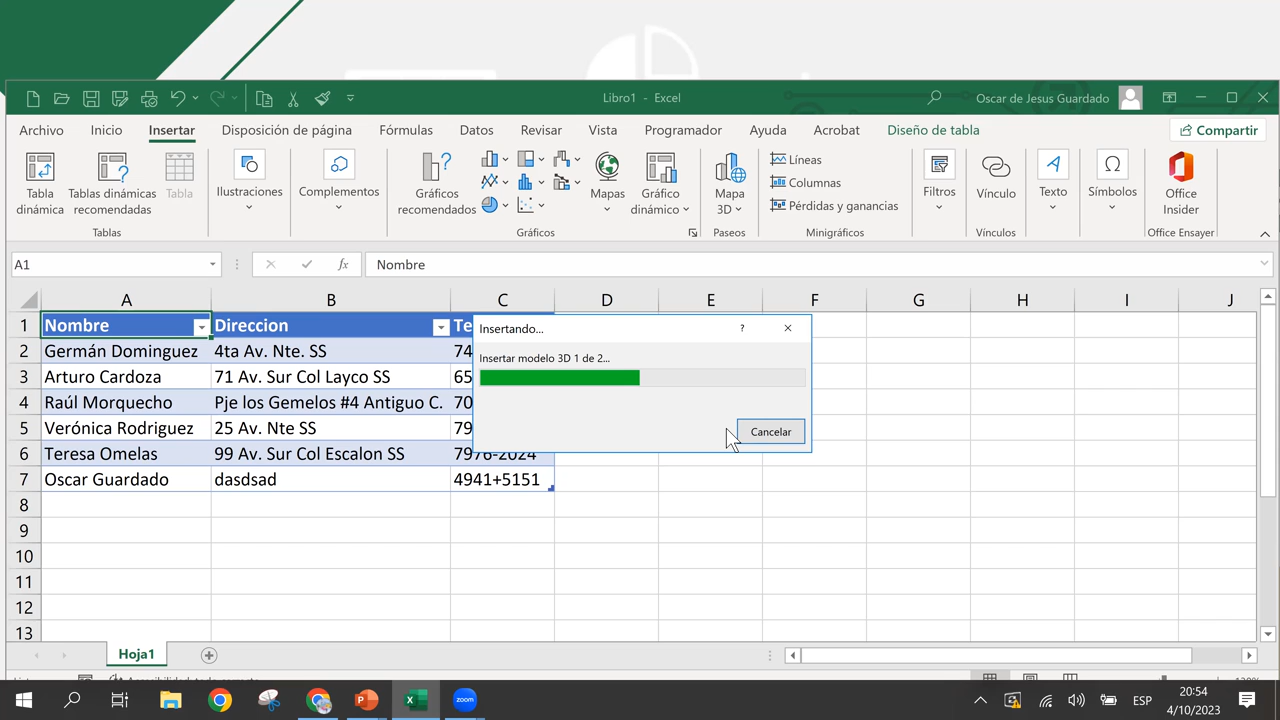 Libro1 - Excel
Oscar de Jesus Guardado
Archivo Inicio Insertar Disposición de página Fórmulas Datos Revisar Vista Programador Ayuda Acrobat Diseño de tabla Compartir
Tabla dinámica
Tablas dinámicas recomendadas
Tabla
Tablas
Ilustraciones
Complementos
Gráficos recomendados
Mapas
Gráfico dinámico
Gráficos
Mapa 3D
Paseos
Líneas
Columnas
Pérdidas y ganancias
Minigráficos
Filtros
Vínculo
Vínculos
Texto
Símbolos
Office Insider
Office Ensayer
A1 fx Nombre
A B C D E F G H I J
1 Nombre Direccion Te
2 Germán Dominguez 4ta Av. Nte. SS 74
3 Arturo Cardoza 71 Av. Sur Col Layco SS 65
4 Raúl Morquecho Pje los Gemelos #4 Antiguo C. 70
5 Verónica Rodriguez 25 Av. Nte SS 79
6 Teresa Omelas 99 Av. Sur Col Escalon SS 7976-2024
7 Oscar Guardado dasdsad 4941+5151
8
9
10
11
12
13
Insertando... ?
Insertar modelo 3D 1 de 2...
Cancelar
Hoja1
zoom
ESP
20:54
4/10/2023